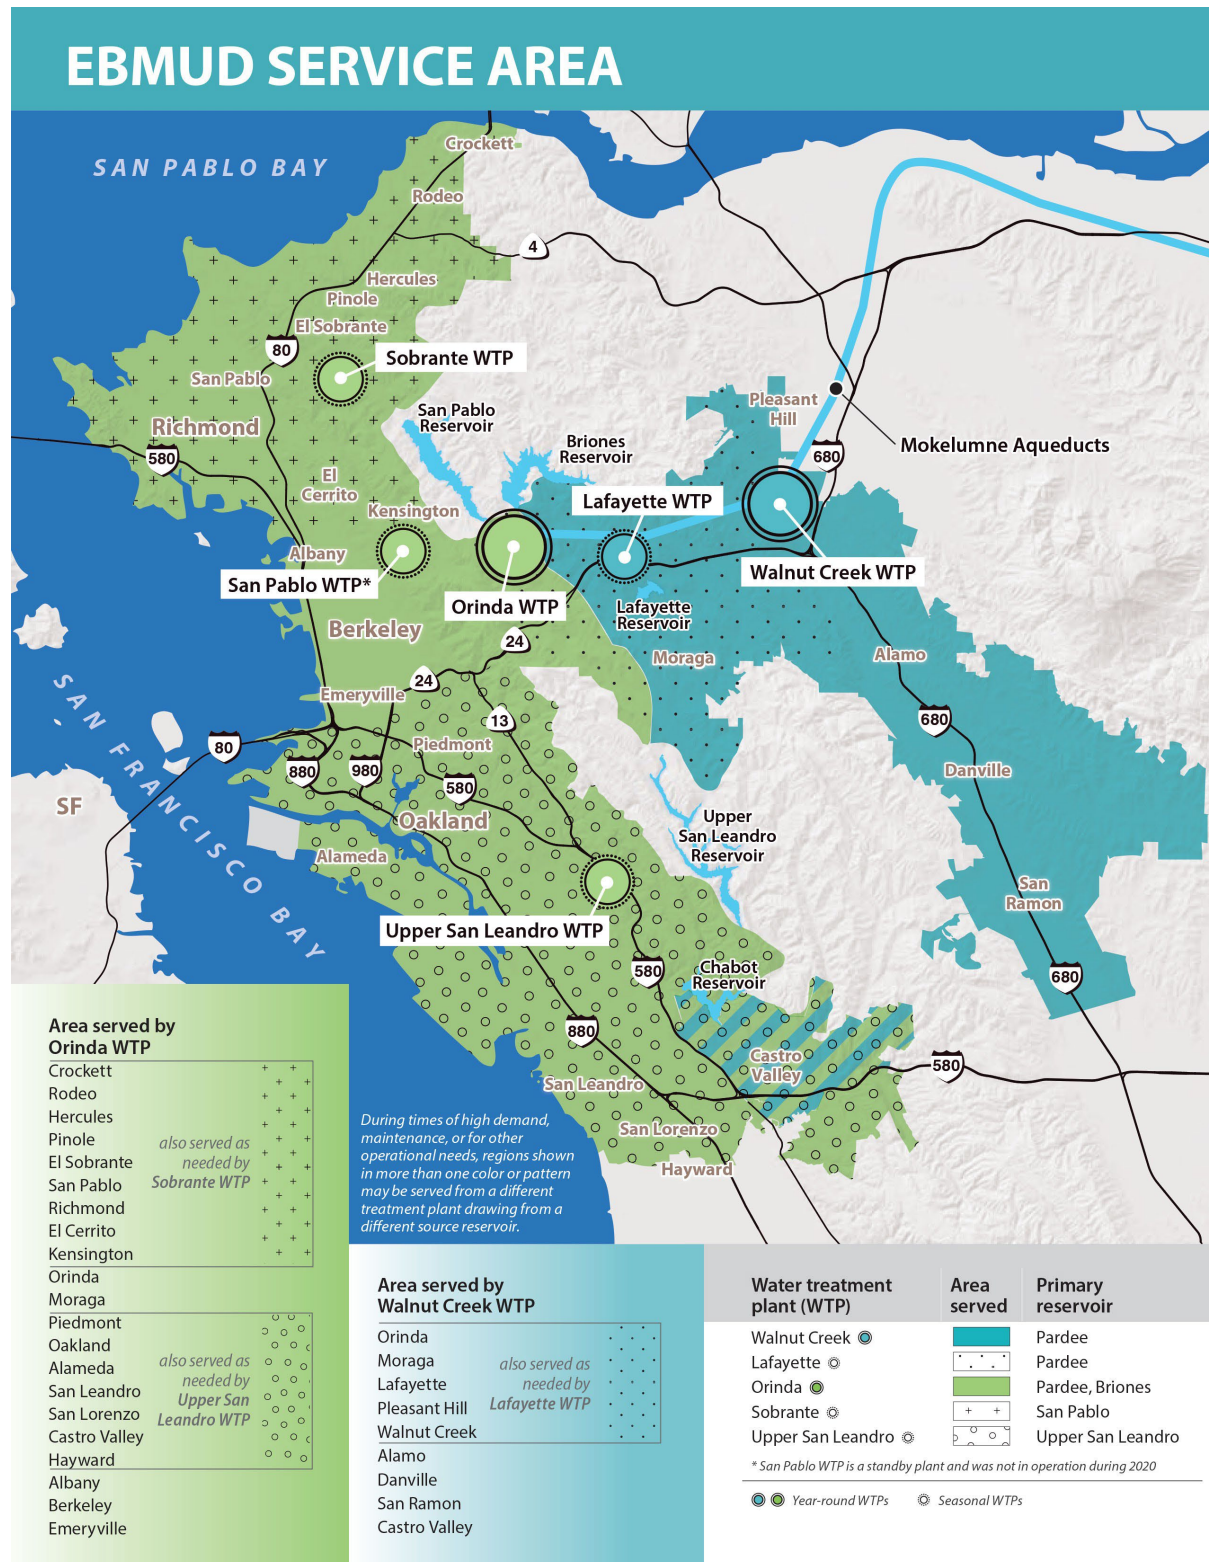 EBMUD SERVICE AREA
SAN PABLO BAY
Crockett
Rodeo
4
Hercules
Pinole
El Sobrante
80
Sobrante WTP
San Pablo
Richmond
580
San Pablo
Reservoir
Briones
Reservoir
Pleasant
Hill
Mokelumne Aqueducts
680
El
Cerrito
Kensington
Lafayette WTP
Albany
San Pablo WTP*
Walnut Creek WTP
Orinda WTP
Lafayette
Reservoir
Berkeley
24
Moraga
Alamo
24
Emeryville
13
680
SAN FRANCISCO BAY
80
Piedmont
880
980
580
Danville
SF
Oakland
Upper
San Leandro
Reservoir
Alameda
San
Ramon
Upper San Leandro WTP
580
Chabot
Reservoir
680
880
Castro
Valley
580
San Leandro
San Lorenzo
Hayward
During times of high demand,
maintenance, or for other
operational needs, regions shown
in more than one color or pattern
may be served from a different
treatment plant drawing from a
different source reservoir.
Area served by
Orinda WTP
Crockett
Rodeo
Hercules
Pinole
El Sobrante
San Pablo
Richmond
El Cerrito
Kensington
also served as
needed by
Sobrante WTP
Orinda
Moraga
Piedmont
Oakland
Alameda
San Leandro
San Lorenzo
Castro Valley
Hayward
also served as
needed by
Upper San
Leandro WTP
Albany
Berkeley
Emeryville
Area served by
Walnut Creek WTP
Orinda
Moraga
Lafayette
Pleasant Hill
Walnut Creek
also served as
needed by
Lafayette WTP
Alamo
Danville
San Ramon
Castro Valley
Water treatment
plant (WTP)
Area
served
Primary
reservoir
Walnut Creek Pardee
Lafayette Pardee
Orinda Pardee, Briones
Sobrante San Pablo
Upper San Leandro Upper San Leandro
* San Pablo WTP is a standby plant and was not in operation during 2020
Year-round WTPs Seasonal WTPs